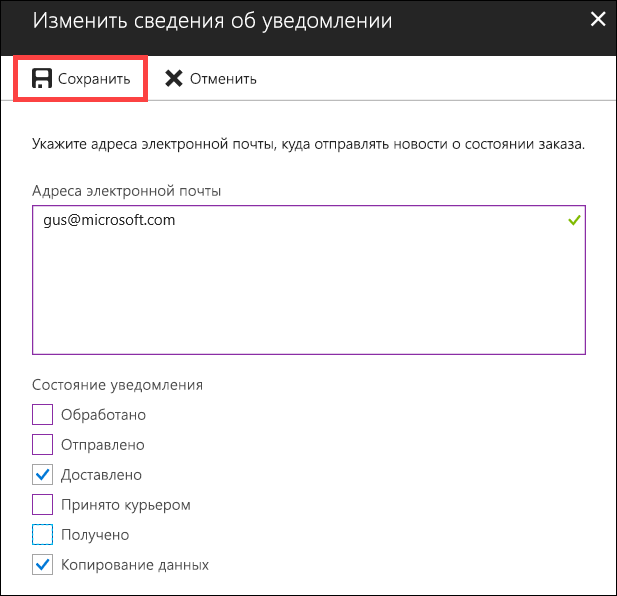 Изменить сведения об уведомлении
Сохранить Отменить
Укажите адреса электронной почты, куда отправлять новости о состоянии заказа.
Адреса электронной почты
gus@microsoft.com
Состояние уведомления
Обработано
Отправлено
Доставлено
Принято курьером
Получено
Копирование данных